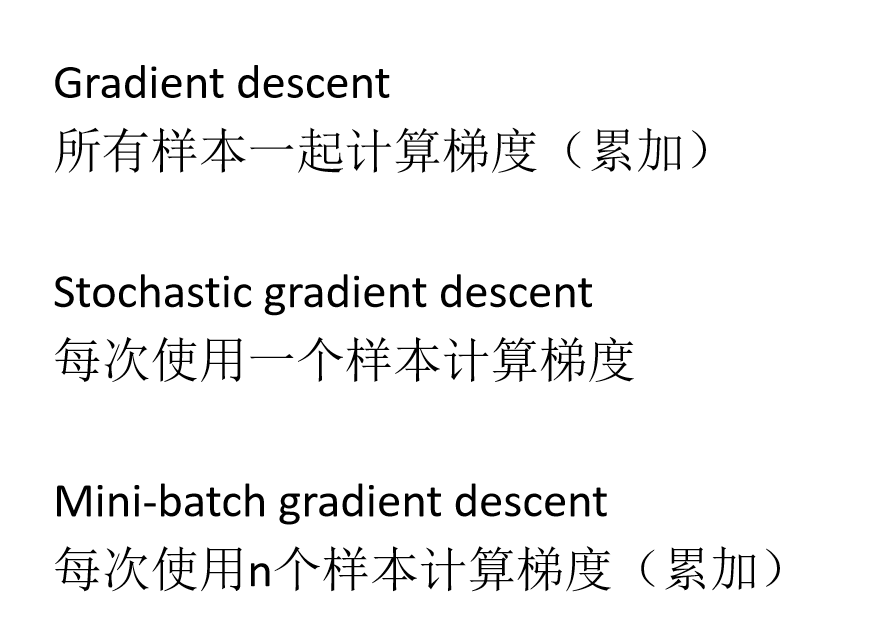 Gradient descent
所有样本一起计算梯度（累加）
Stochastic gradient descent
每次使用一个样本计算梯度
Mini-batch gradient descent
每次使用n个样本计算梯度（累加）